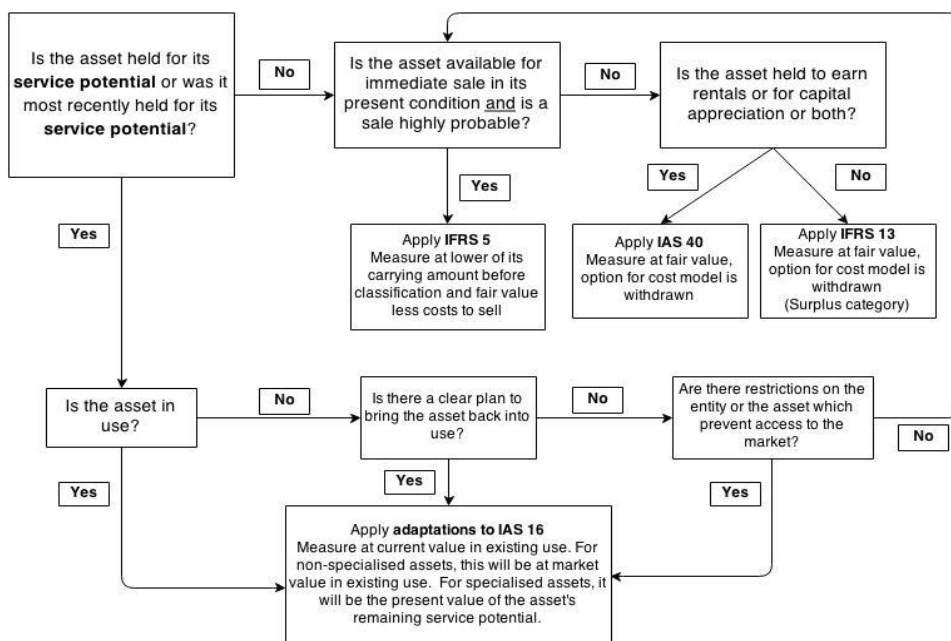 Is the asset held for its
service potential or was it
most recently held for its
service potential?
No
Is the asset available for
immediate sale in its
present condition and is a
sale highly probable?
No
Is the asset held to earn
rentals or for capital
appreciation or both?
Yes
Yes
Yes
No
Apply IFRS 5
Measure at lower of its
carrying amount before
classification and fair value
less costs to sell
Apply IAS 40
Measure at fair value,
option for cost model is
withdrawn
Apply IFRS 13
Measure at fair value,
option for cost model is
withdrawn
(Surplus category)
Is the asset in
use?
No
Is there a clear plan to
bring the asset back into
use?
No
Are there restrictions on the
entity or the asset which
prevent access to the
market?
No
Yes
Yes
Yes
Apply adaptations to IAS 16
Measure at current value in existing use. For
non-specialised assets, this will be at market
value in existing use.  For specialised assets, it
will be the present value of the asset's
remaining service potential.